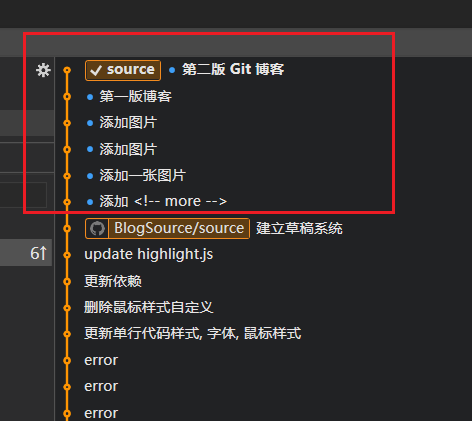 source 第二版 Git 博客
第一版博客
添加图片
添加图片
添加一张图片
添加 <!-- more -->
BlogSource/source 建立草稿系统
6↑ update highlight.js
更新依赖
删除鼠标样式自定义
更新单行代码样式, 字体, 鼠标样式
error
error
error